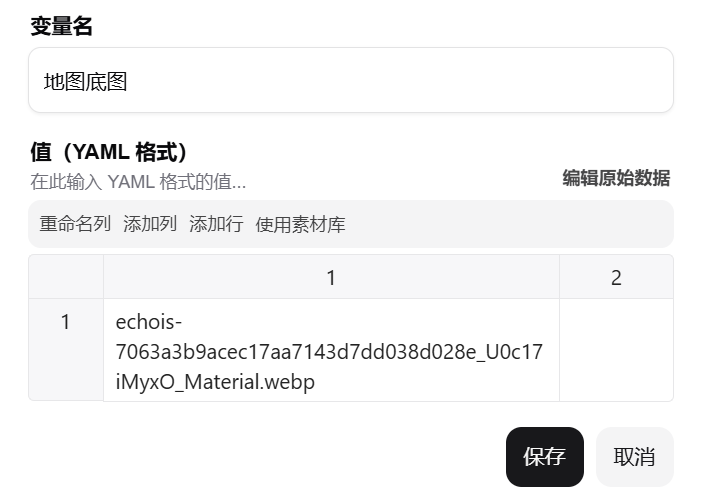 变量名
地图底图
值（YAML 格式）
在此输入 YAML 格式的值...
编辑原始数据
重命名列 添加列 添加行 使用素材库
1 2
1
echois-
7063a3b9acec17aa7143d7dd038d028e_U0c17
iMyxO_Material.webp
保存 取消